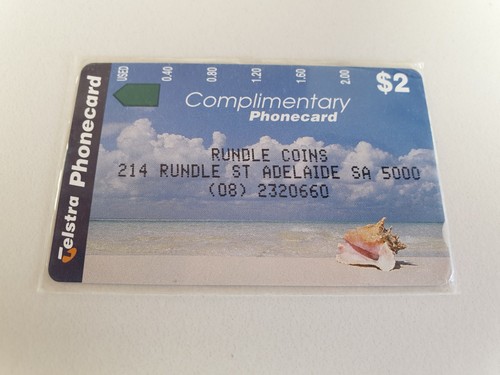 USED 0.40 0.80 1.20 1.60 2.00
$2
Complimentary
Phonecard
RUNDLE COINS
214 RUNDLE ST ADELAIDE SA 5000
(08) 2320660
Telstra Phonecard